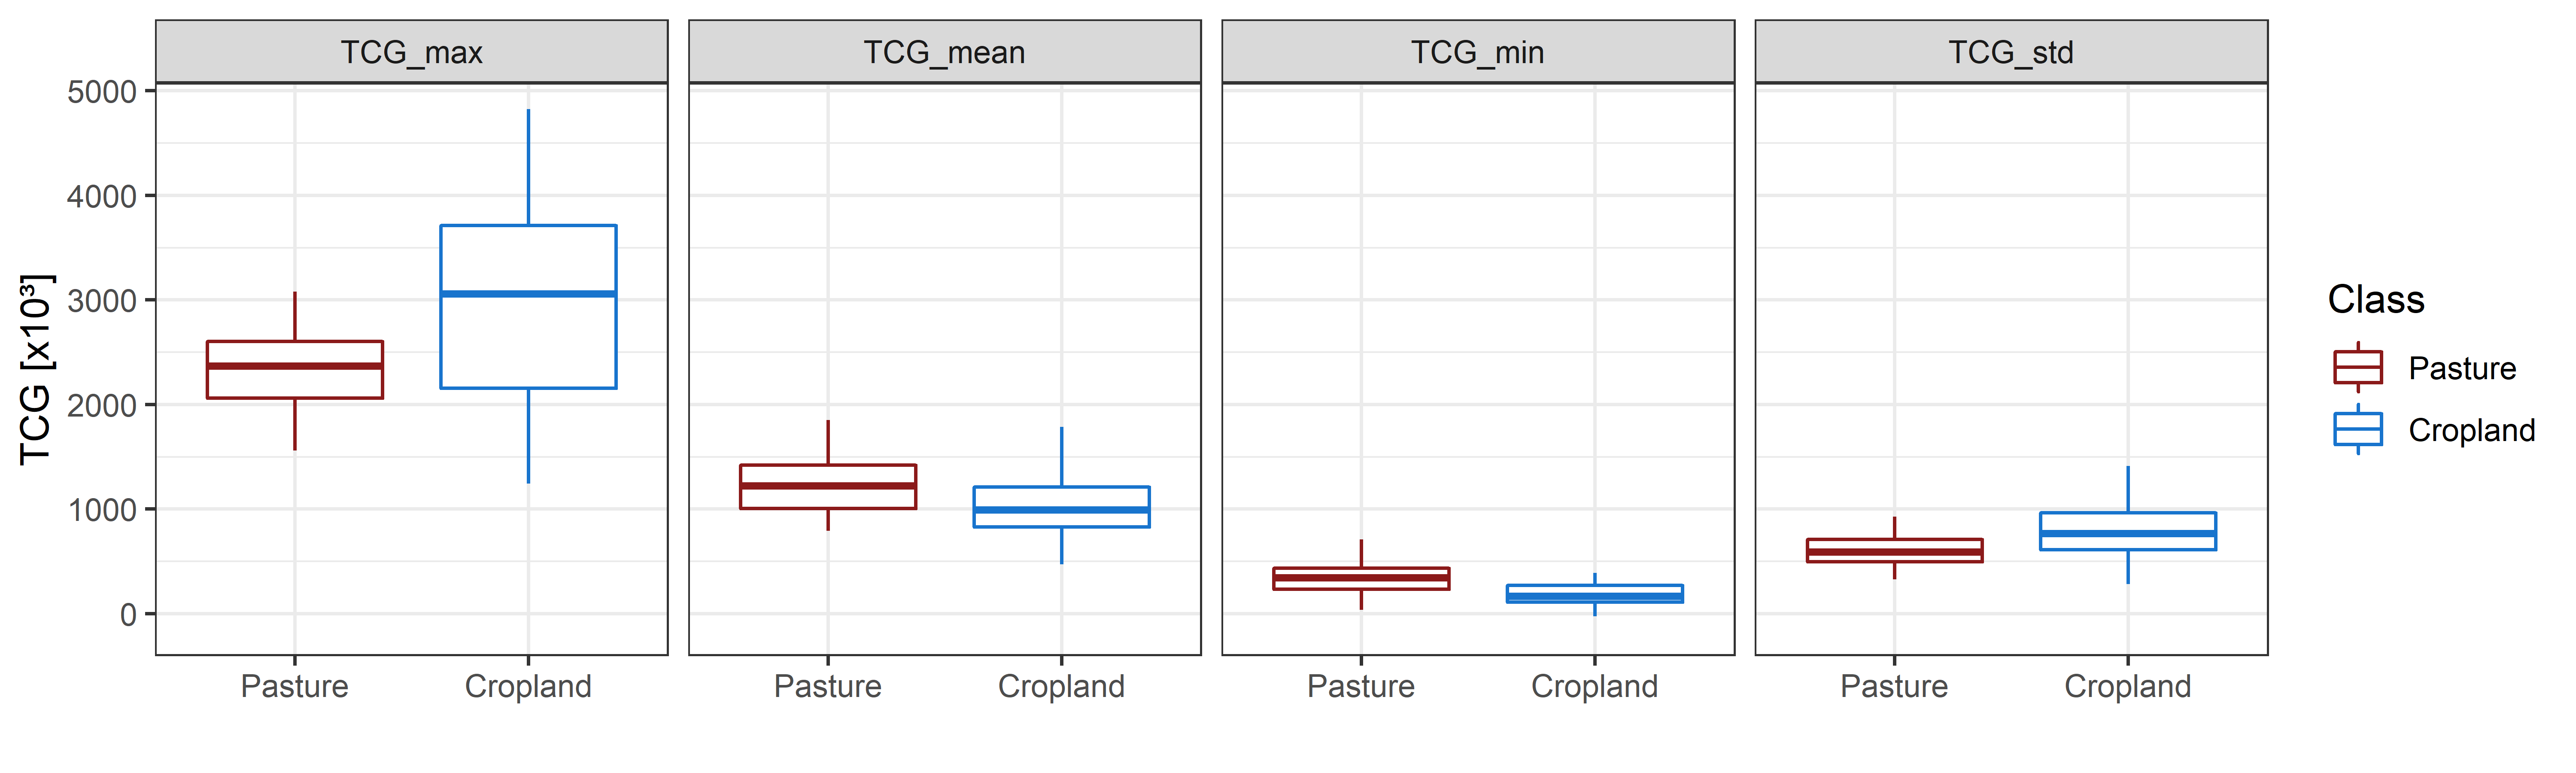 TCG_max
TCG_mean
TCG_min
TCG_std
TCG [x10³]
5000
4000
3000
2000
1000
0
Pasture
Cropland
Pasture
Cropland
Pasture
Cropland
Pasture
Cropland
Class
Pasture
Cropland